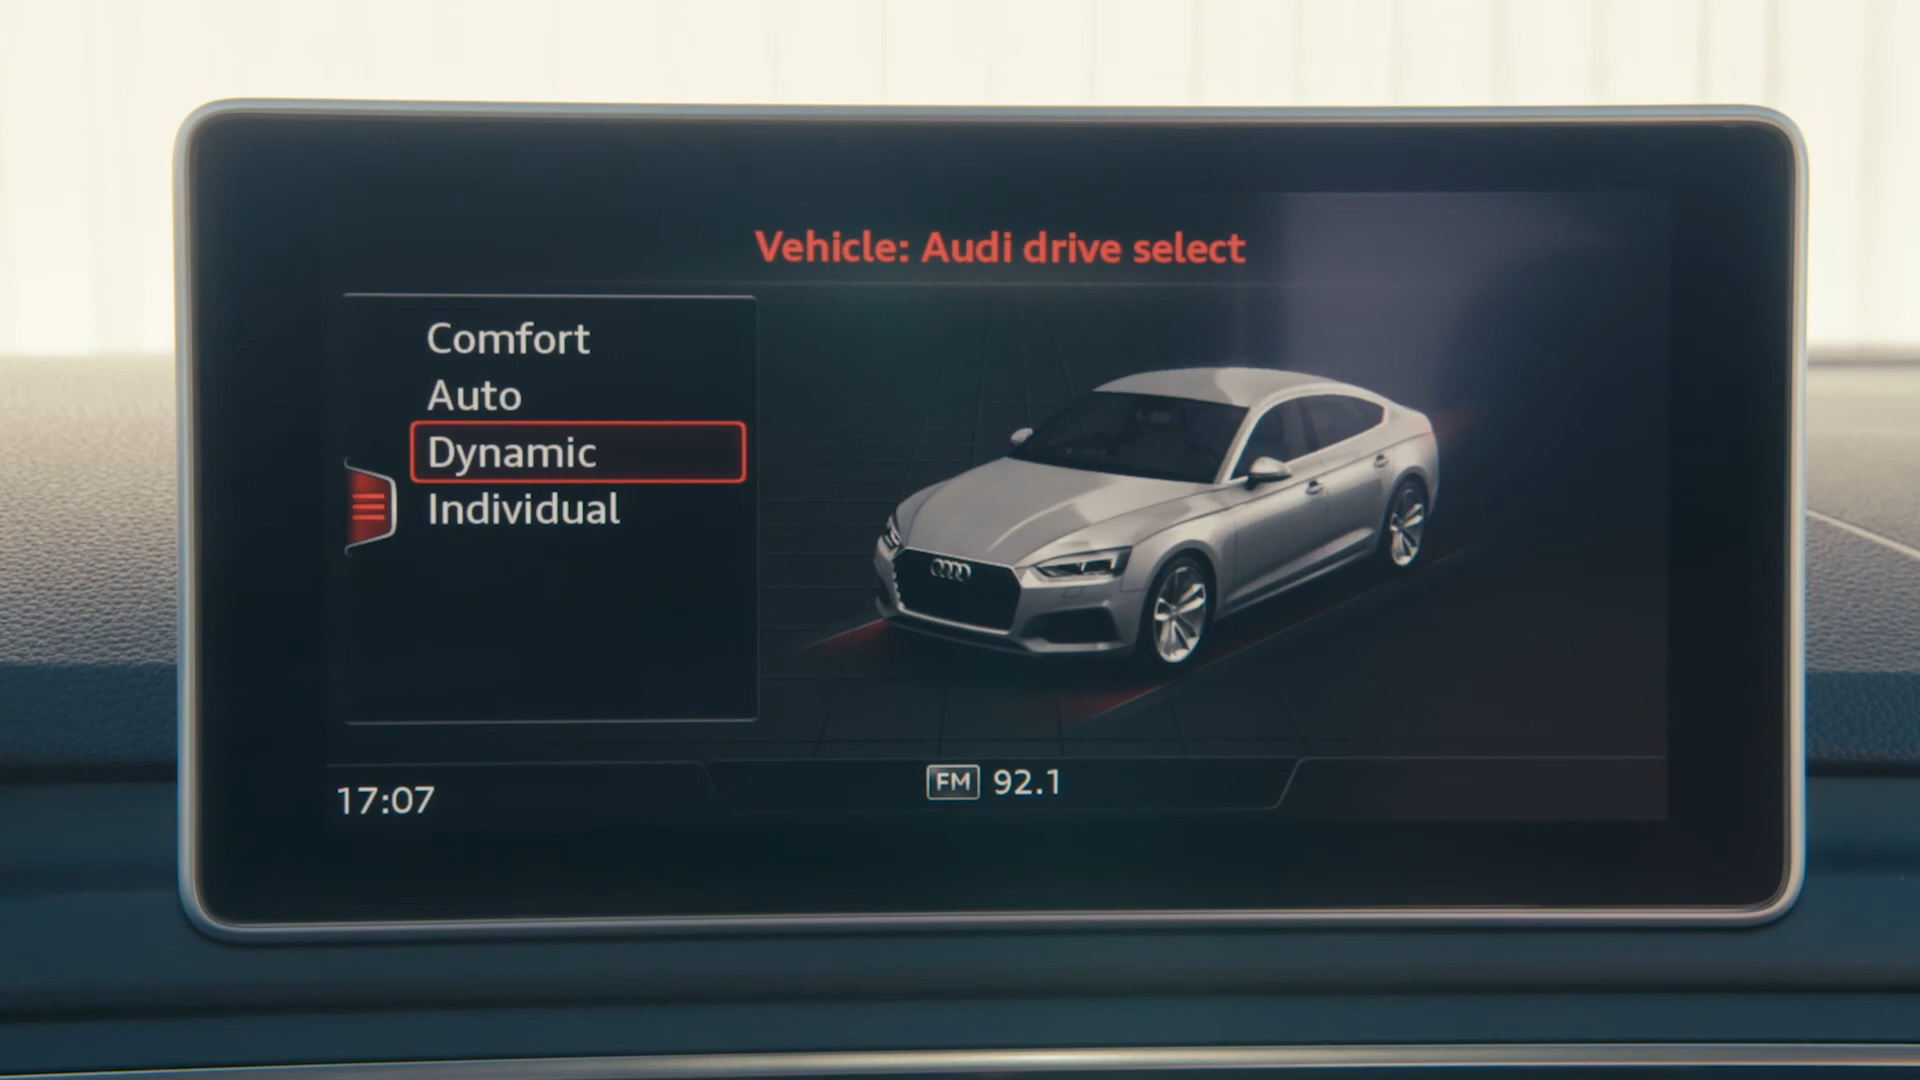 Vehicle: Audi drive select
Comfort
Auto
Dynamic
Individual
17:07
FM 92.1